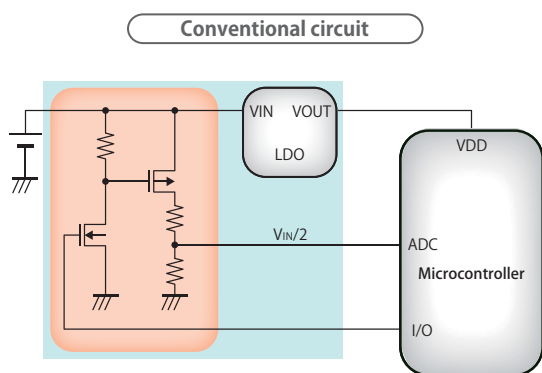 Conventional circuit
VIN VOUT
LDO
VDD
VIN/2
ADC
Microcontroller
I/O